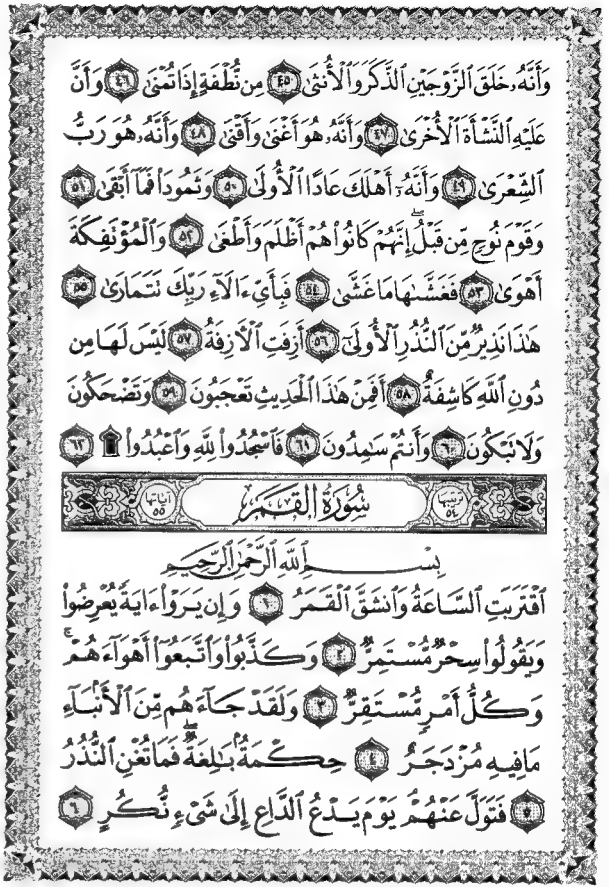 وَأَنَّهُۥ خَلَقَ ٱلزَّوۡجَيۡنِ ٱلذَّكَرَ وَٱلۡأُنثَىٰ ٤٥ مِن نُّطۡفَةٍ إِذَا تُمۡنَىٰ ٤٦ وَأَنَّ
عَلَيۡهِ ٱلنَّشۡأَةَ ٱلۡأُخۡرَىٰ ٤٧ وَأَنَّهُۥ هُوَ أَغۡنَىٰ وَأَقۡنَىٰ ٤٨ وَأَنَّهُۥ هُوَ رَبُّ
ٱلشِّعۡرَىٰ ٤٩ وَأَنَّهُۥٓ أَهۡلَكَ عَادًا ٱلۡأُولَىٰ ٥٠ وَثَمُودَاْ فَمَآ أَبۡقَىٰ ٥١
وَقَوۡمَ نُوحٍ مِّن قَبۡلُۖ إِنَّهُمۡ كَانُواْ هُمۡ أَظۡلَمَ وَأَطۡغَىٰ ٥٢ وَٱلۡمُؤۡتَفِكَةَ
أَهۡوَىٰ ٥٣ فَغَشَّىٰهَا مَا غَشَّىٰ ٥٤ فَبِأَيِّ ءَالَآءِ رَبِّكَ تَتَمَارَىٰ ٥٥
هَٰذَا نَذِيرٌ مِّنَ ٱلنُّذُرِ ٱلۡأُولَىٰٓ ٥٦ أَزِفَتِ ٱلۡأٓزِفَةُ ٥٧ لَيۡسَ لَهَا مِن
دُونِ ٱللَّهِ كَاشِفَةٌ ٥٨ أَفَمِنۡ هَٰذَا ٱلۡحَدِيثِ تَعۡجَبُونَ ٥٩ وَتَضۡحَكُونَ
وَلَا تَبۡكُونَ ٦٠ وَأَنتُمۡ سَٰمِدُونَ ٦١ فَٱسۡجُدُواْ لِلَّهِ وَٱعۡبُدُواْ ۩ ٦٢
ترتيبها ٥٤ سُورَةُ القَمَرِ آياتها ٥٥
بِسۡمِ ٱللَّهِ ٱلرَّحۡمَٰنِ ٱلرَّحِيمِ
ٱقۡتَرَبَتِ ٱلسَّاعَةُ وَٱنشَقَّ ٱلۡقَمَرُ ١ وَإِن يَرَوۡاْ ءَايَةً يُعۡرِضُواْ
وَيَقُولُواْ سِحۡرٌ مُّسۡتَمِرٌّ ٢ وَكَذَّبُواْ وَٱتَّبَعُوٓاْ أَهۡوَآءَهُمۡۚ
وَكُلُّ أَمۡرٍ مُّسۡتَقِرٌّ ٣ وَلَقَدۡ جَآءَهُم مِّنَ ٱلۡأَنۢبَآءِ
مَا فِيهِ مُزۡدَجَرٌ ٤ حِكۡمَةُۢ بَٰلِغَةٌۖ فَمَا تُغۡنِ ٱلنُّذُرُ
٥ فَتَوَلَّ عَنۡهُمۡ يَوۡمَ يَدۡعُ ٱلدَّاعِ إِلَىٰ شَيۡءٍ نُّكُرٍ ٦